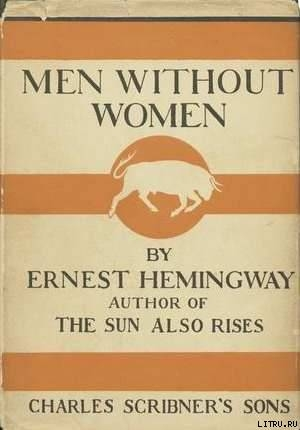 MEN WITHOUT
WOMEN
BY
ERNEST HEMINGWAY
AUTHOR OF
THE SUN ALSO RISES
CHARLES SCRIBNER'S SONS
LITRU.RU